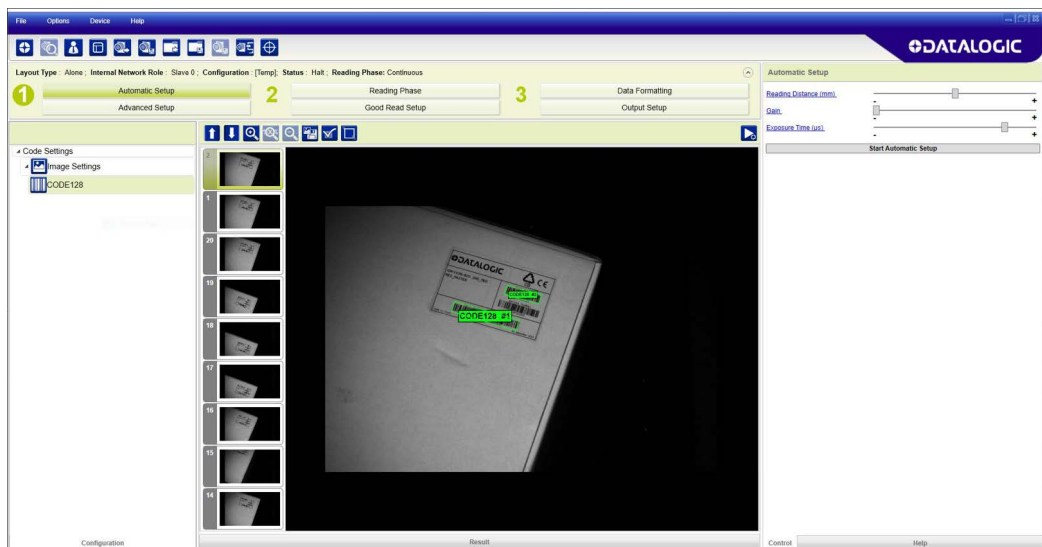 File Options Device Help
DATALOGIC
Layout Type : Alone ; Internal Network Role : Slave 0 ; Configuration : [Temp]; Status : Halt ; Reading Phase: Continuous
Automatic Setup
1
Automatic Setup
Advanced Setup
2
Reading Phase
Good Read Setup
3
Data Formatting
Output Setup
Reading Distance (mm)
- +
Gain
- +
Exposure Time (us)
- +
Start Automatic Setup
Code Settings
Image Settings
CODE128
2
1
20
19
18
17
16
15
14
DATALOGIC
CE
CODE128 #1
Configuration
Result
Control
Help